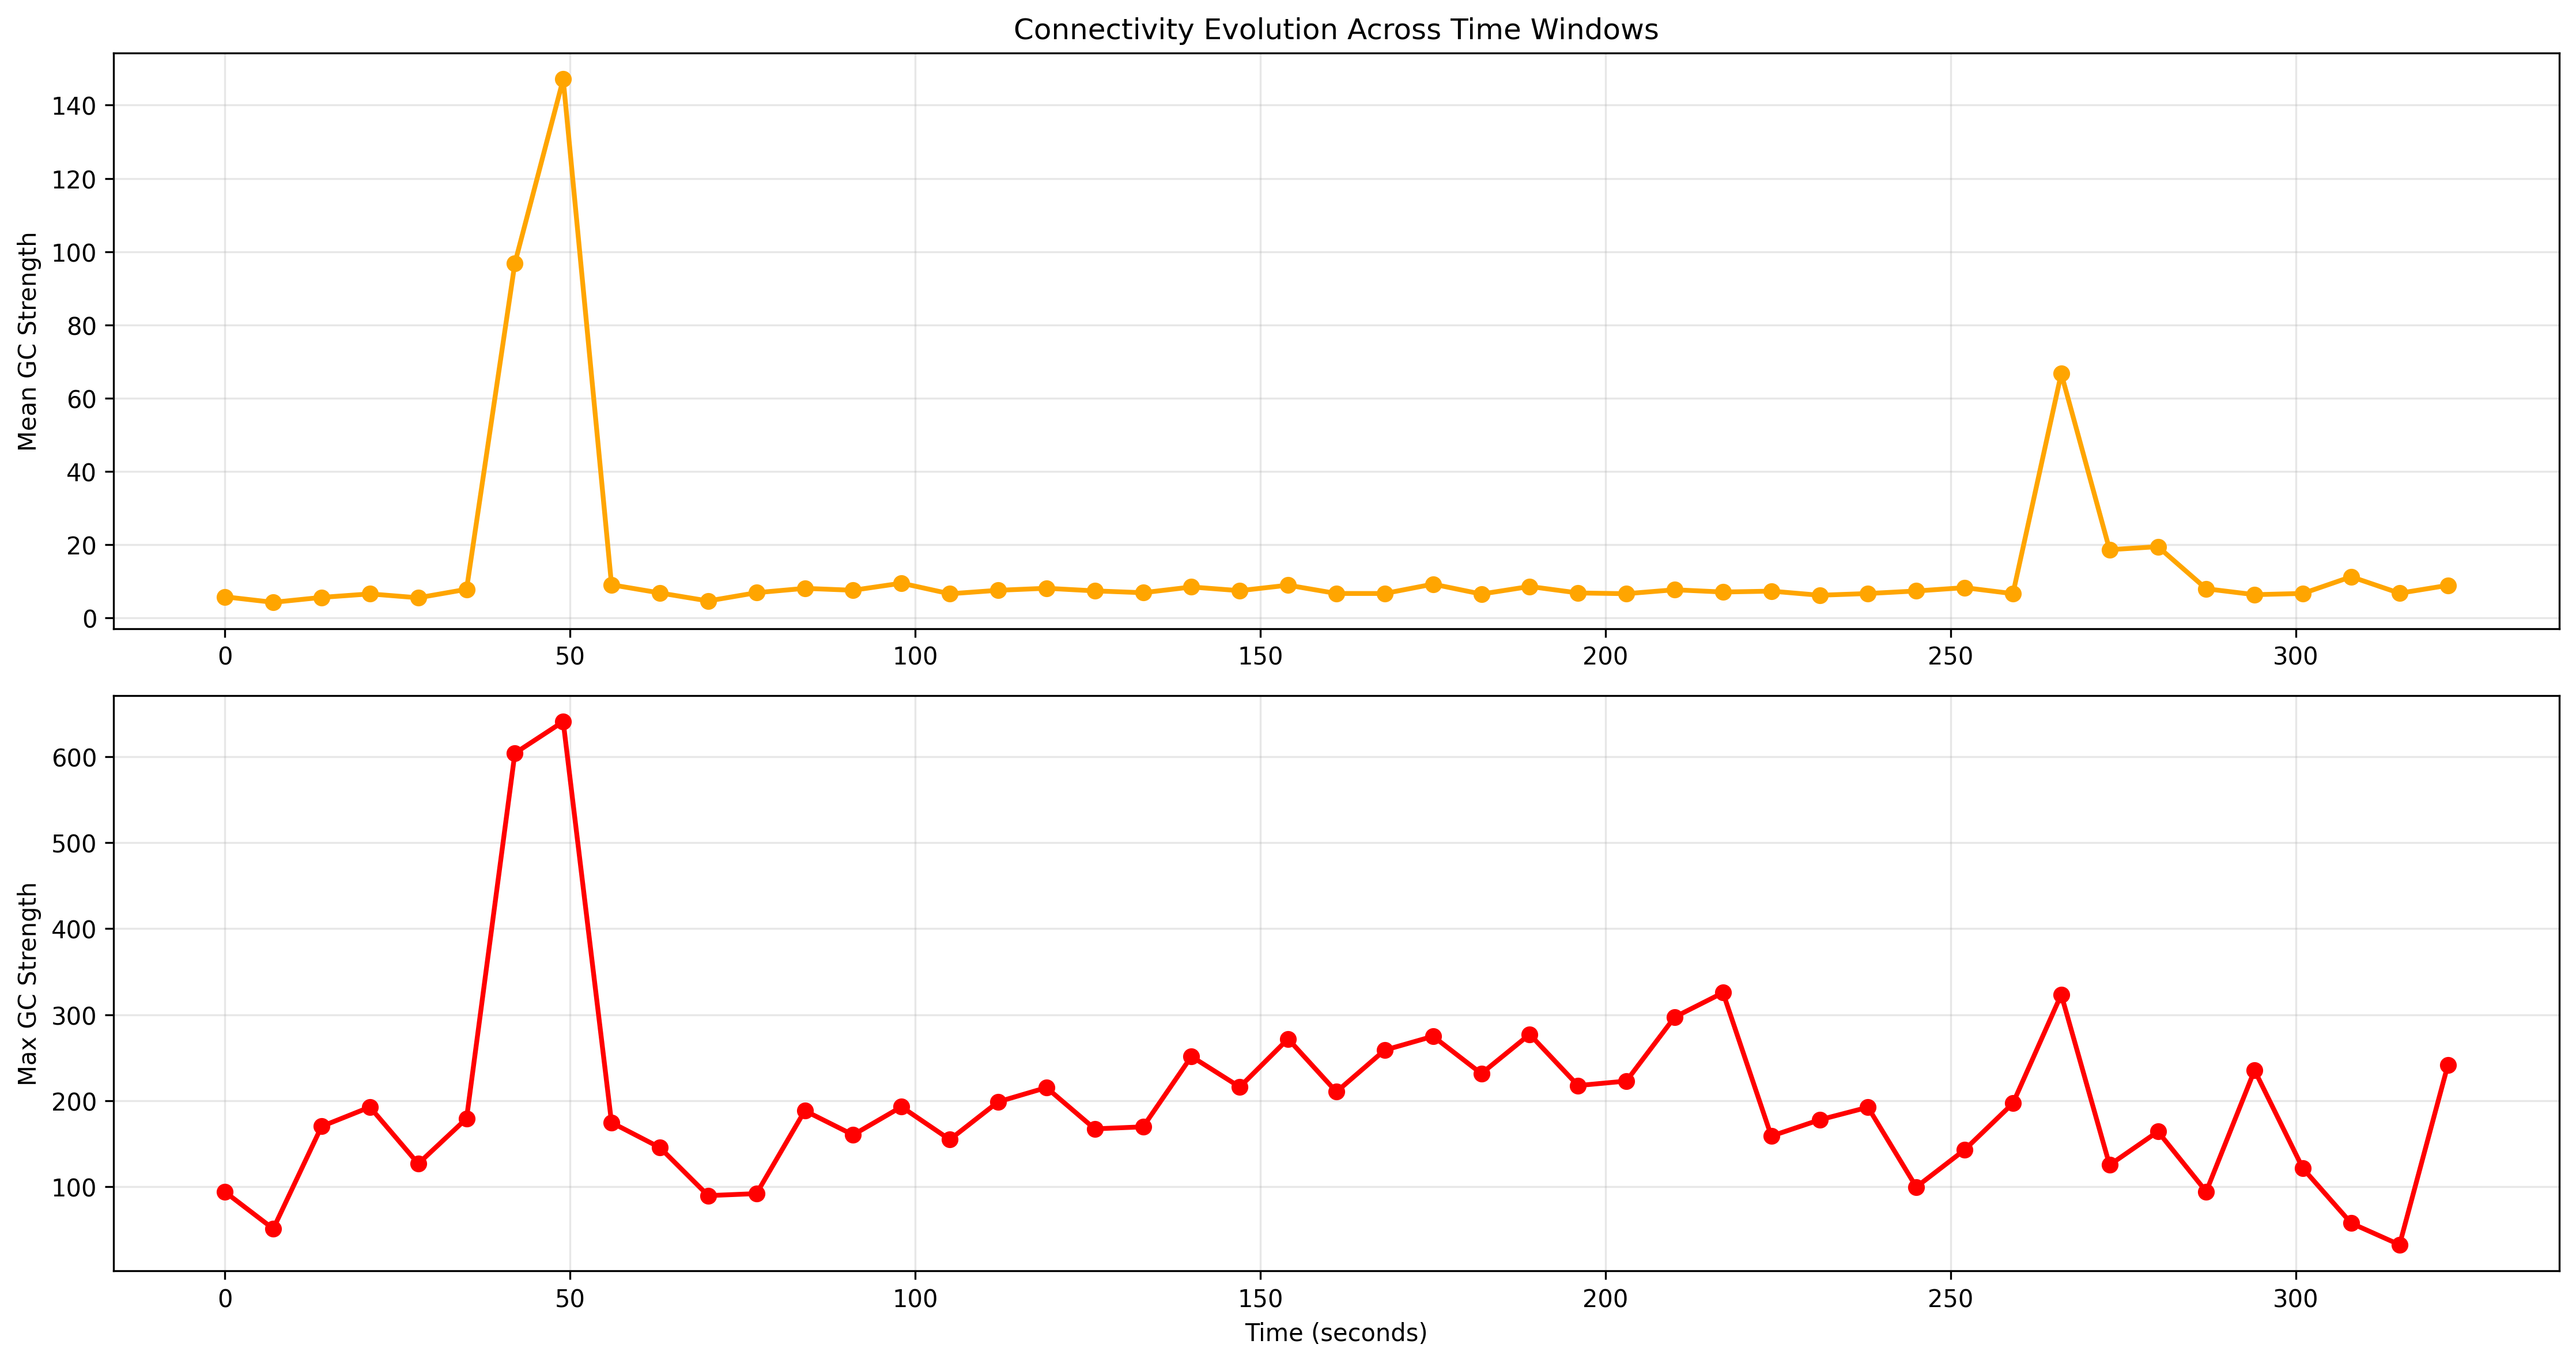 Connectivity Evolution Across Time Windows
Mean GC Strength
140
120
100
80
60
40
20
0
0 50 100 150 200 250 300
Max GC Strength
600
500
400
300
200
100
0 50 100 150 200 250 300
Time (seconds)